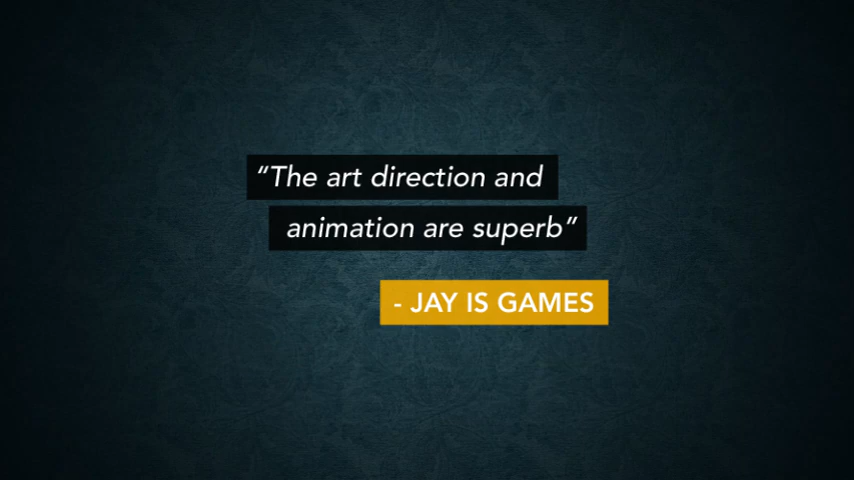 “The art direction and
animation are superb”
- JAY IS GAMES